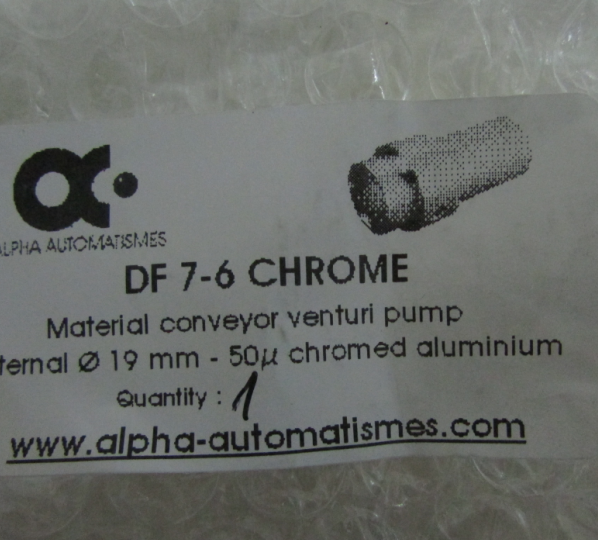 ALPHA AUTOMATISMES
DF 7-6 CHROME
Material conveyor venturi pump
ternal Ø 19 mm - 50µ chromed aluminium
Quantity : 1
www.alpha-automatismes.com